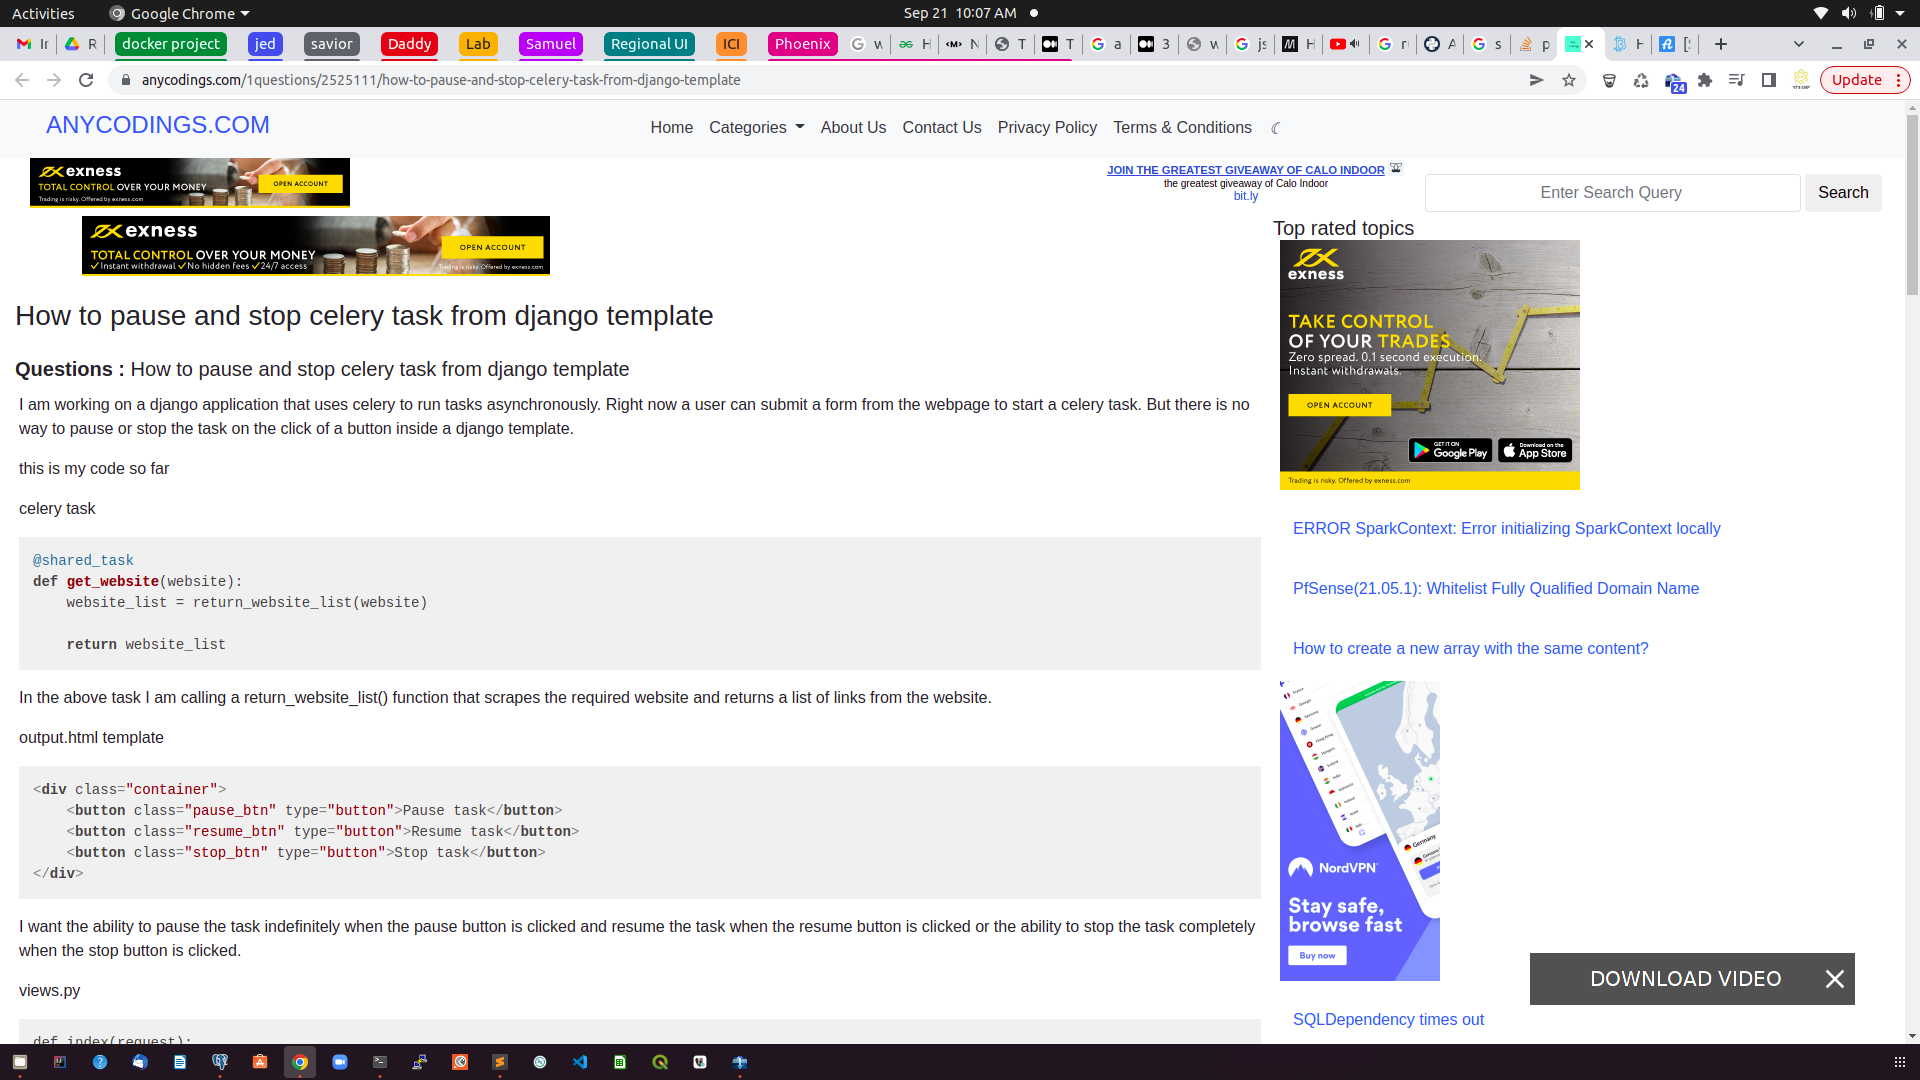 Activities
Google Chrome
Sep 21 10:07 AM
docker project
jed
savior
Daddy
Lab
Samuel
Regional UI
ICI
Phoenix
anycodings.com/1questions/2525111/how-to-pause-and-stop-celery-task-from-django-template
24
Update
ANYCODINGS.COM
Home
Categories
About Us
Contact Us
Privacy Policy
Terms & Conditions
exness
TOTAL CONTROL OVER YOUR MONEY
Trading is risky. Offered by exness.com
OPEN ACCOUNT
JOIN THE GREATEST GIVEAWAY OF CALO INDOOR
the greatest giveaway of Calo Indoor
bit.ly
Enter Search Query
Search
exness
TOTAL CONTROL OVER YOUR MONEY
Instant withdrawal No hidden fees 24/7 access
OPEN ACCOUNT
Trading is risky. Offered by exness.com
Top rated topics
exness
TAKE CONTROL
OF YOUR TRADES
Zero spread. 0.1 second execution.
Instant withdrawals.
OPEN ACCOUNT
GET IT ON
Google Play
Download on the
App Store
Trading is risky. Offered by exness.com
How to pause and stop celery task from django template
Questions : How to pause and stop celery task from django template
I am working on a django application that uses celery to run tasks asynchronously. Right now a user can submit a form from the webpage to start a celery task. But there is no
way to pause or stop the task on the click of a button inside a django template.
this is my code so far
celery task
@shared_task
def get_website(website):
    website_list = return_website_list(website)
    return website_list
In the above task I am calling a return_website_list() function that scrapes the required website and returns a list of links from the website.
output.html template
<div class="container">
    <button class="pause_btn" type="button">Pause task</button>
    <button class="resume_btn" type="button">Resume task</button>
    <button class="stop_btn" type="button">Stop task</button>
</div>
I want the ability to pause the task indefinitely when the pause button is clicked and resume the task when the resume button is clicked or the ability to stop the task completely
when the stop button is clicked.
views.py
def index(request):
ERROR SparkContext: Error initializing SparkContext locally
PfSense(21.05.1): Whitelist Fully Qualified Domain Name
How to create a new array with the same content?
Germany
NordVPN
Stay safe,
browse fast
Buy now
DOWNLOAD VIDEO
SQLDependency times out